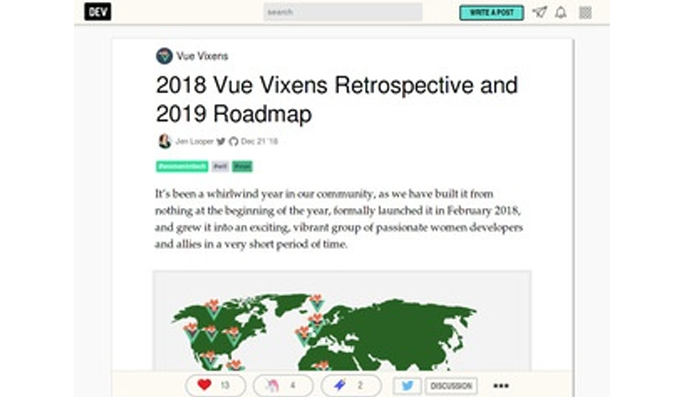 DEV
search
WRITE A POST
Vue Vixens
2018 Vue Vixens Retrospective and
2019 Roadmap
Jen Looper Dec 21 '18
#womenintech
It's been a whirlwind year in our community, as we have built it from
nothing at the beginning of the year, formally launched it in February 2018,
and grew it into an exciting, vibrant group of passionate women developers
and allies in a very short period of time.
13
4
2
DISCUSSION